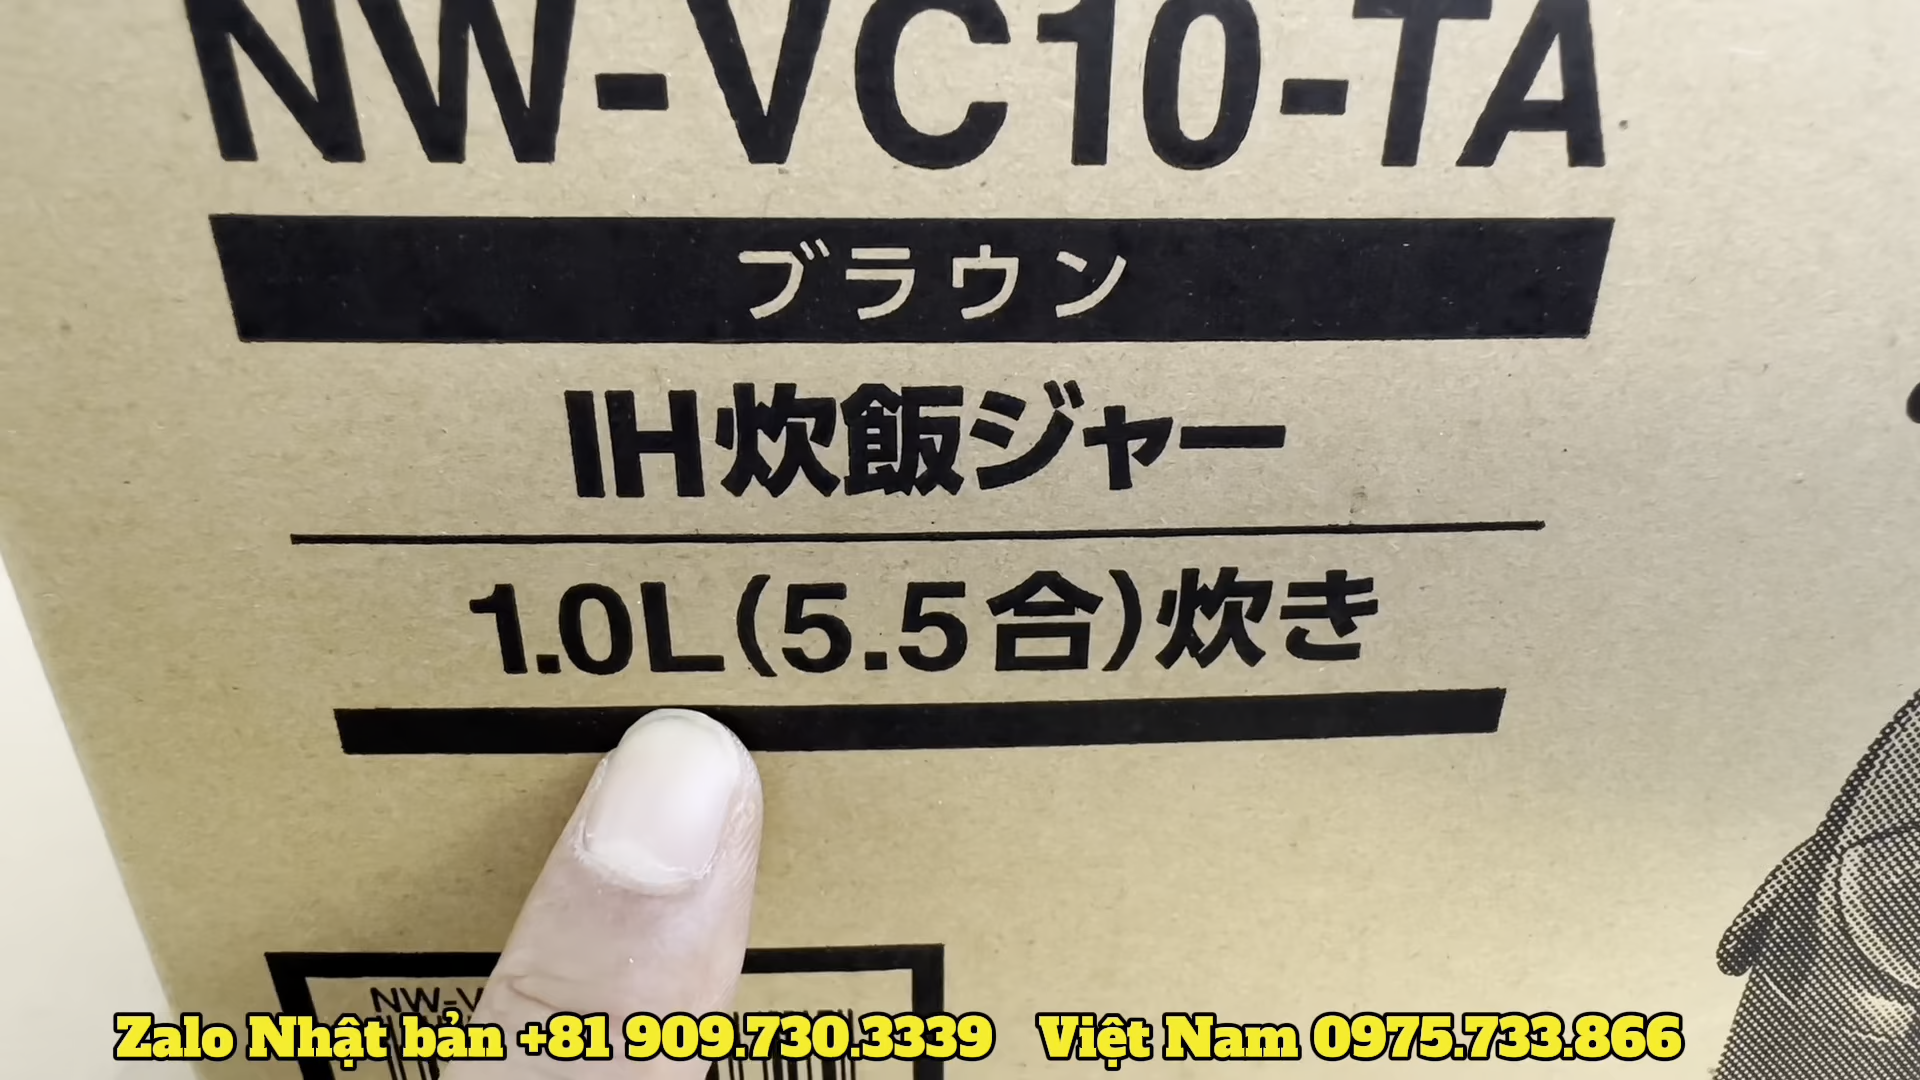 NW-VC10-TA
ブラウン
IH炊飯ジャー
1.0L(5.5合)炊き
NW-V
Zalo Nhật bản +81 909.730.3339 Việt Nam 0975.733.866